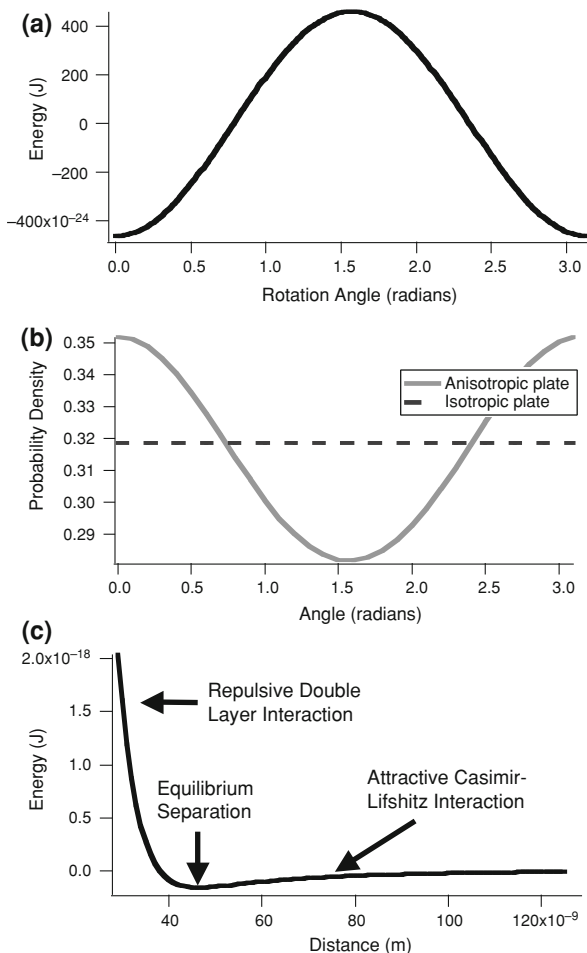 (a)
400
200
0
−200
−400x10−24
Energy (J)
0.0 0.5 1.0 1.5 2.0 2.5 3.0
Rotation Angle (radians)
(b)
0.35
0.34
0.33
0.32
0.31
0.30
0.29
Probability Density
Anisotropic plate
Isotropic plate
0.0 0.5 1.0 1.5 2.0 2.5 3.0
Angle (radians)
(c)
2.0x10−18
1.5
1.0
0.5
0.0
Energy (J)
Repulsive Double
Layer Interaction
Equilibrium
Separation
Attractive Casimir-
Lifshitz Interaction
40 60 80 100 120x10−9
Distance (m)